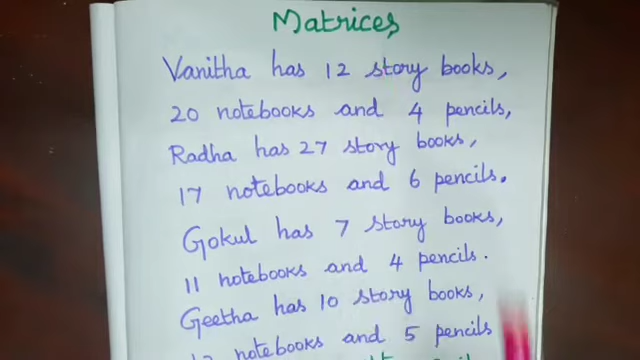 Matrices
Vanitha has 12 story books,
20 notebooks and 4 pencils,
Radha has 27 story books,
17 notebooks and 6 pencils.
Gokul has 7 story books,
11 notebooks and 4 pencils.
Geetha has 10 story books,
notebooks and 5 pencils